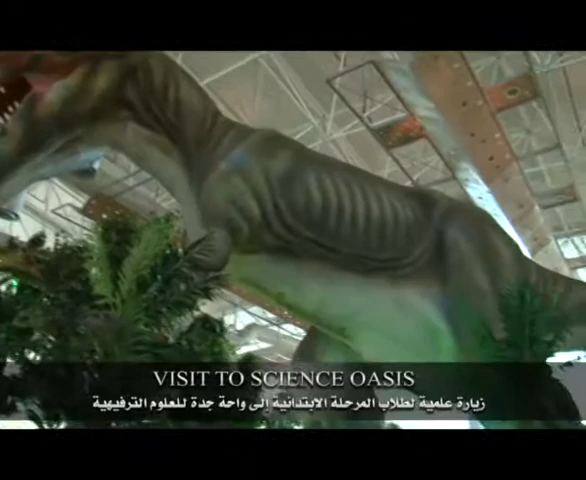 VISIT TO SCIENCE OASIS
زيارة علمية لطلاب المرحلة الابتدائية إلى واحة جدة للعلوم الترفيهية